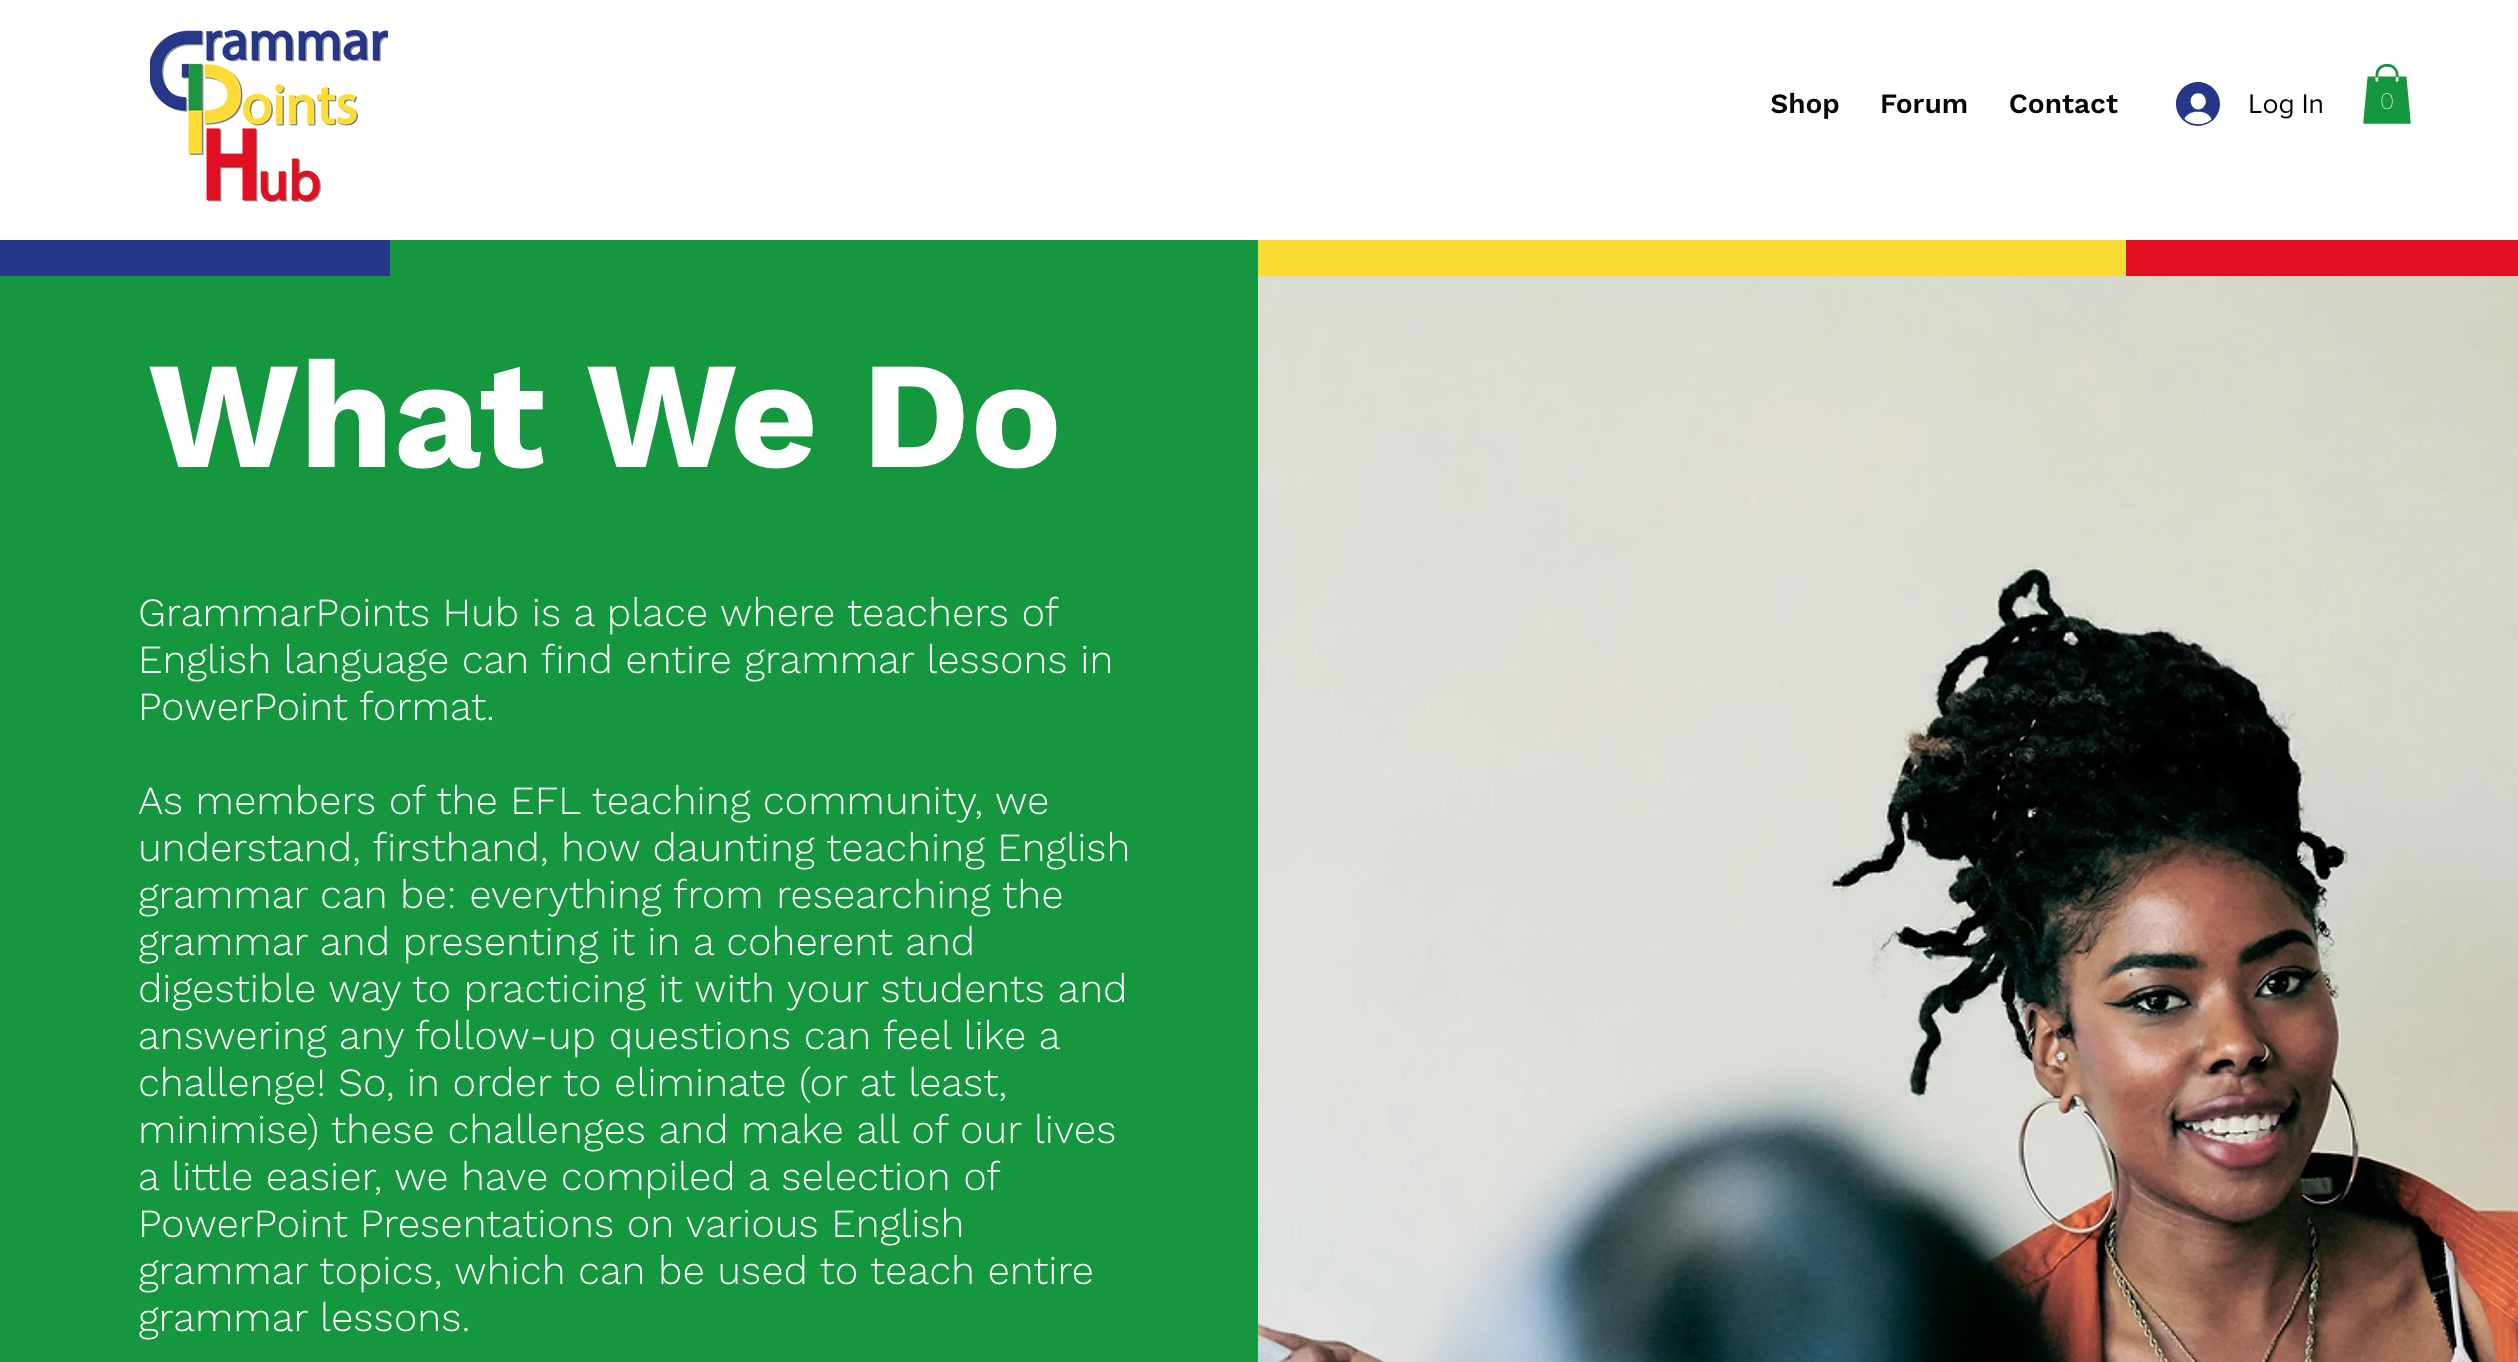 Grammar
Points
Hub
Shop Forum Contact Log In 0
What We Do
GrammarPoints Hub is a place where teachers of
English language can find entire grammar lessons in
PowerPoint format.
As members of the EFL teaching community, we
understand, firsthand, how daunting teaching English
grammar can be: everything from researching the
grammar and presenting it in a coherent and
digestible way to practicing it with your students and
answering any follow-up questions can feel like a
challenge! So, in order to eliminate (or at least,
minimise) these challenges and make all of our lives
a little easier, we have compiled a selection of
PowerPoint Presentations on various English
grammar topics, which can be used to teach entire
grammar lessons.